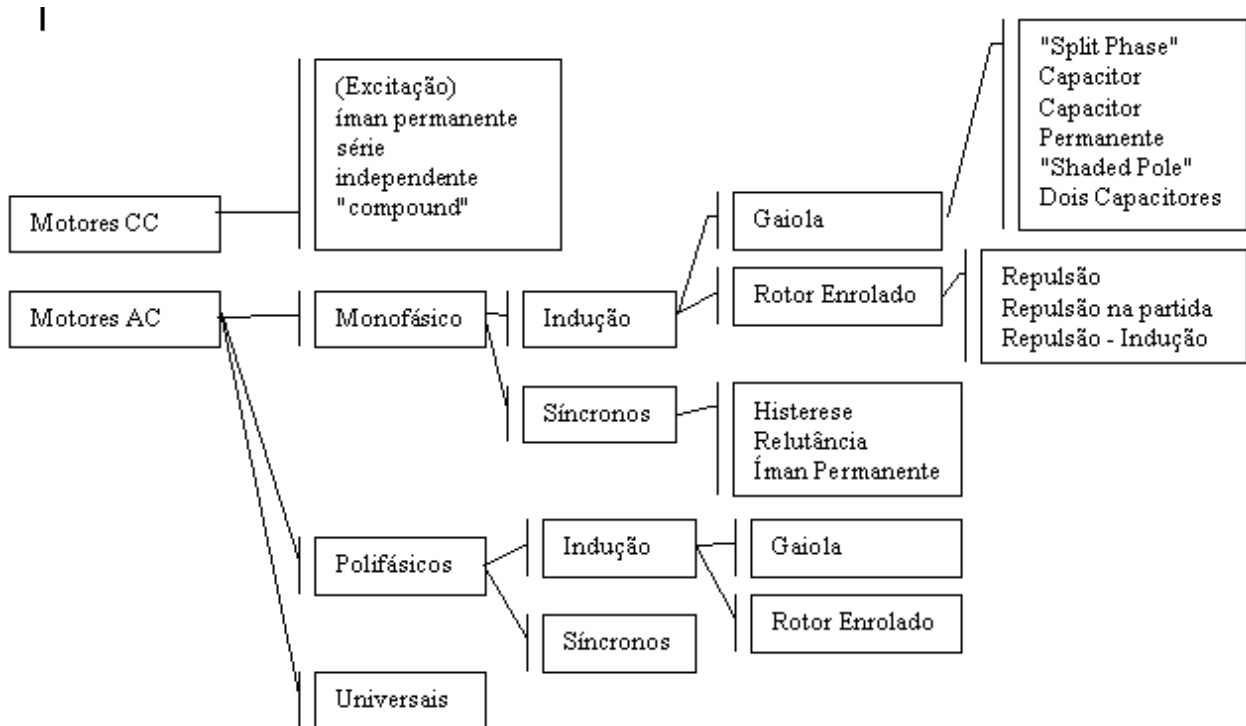 (Excitação)
íman permanente
série
independente
"compound"
Motores CC
"Split Phase"
Capacitor
Capacitor
Permanente
"Shaded Pole"
Dois Capacitores
Gaiola
Motores AC
Monofásico
Indução
Rotor Enrolado
Repulsão
Repulsão na partida
Repulsão - Indução
Síncronos
Histerese
Relutância
Íman Permanente
Polifásicos
Indução
Gaiola
Rotor Enrolado
Síncronos
Universais